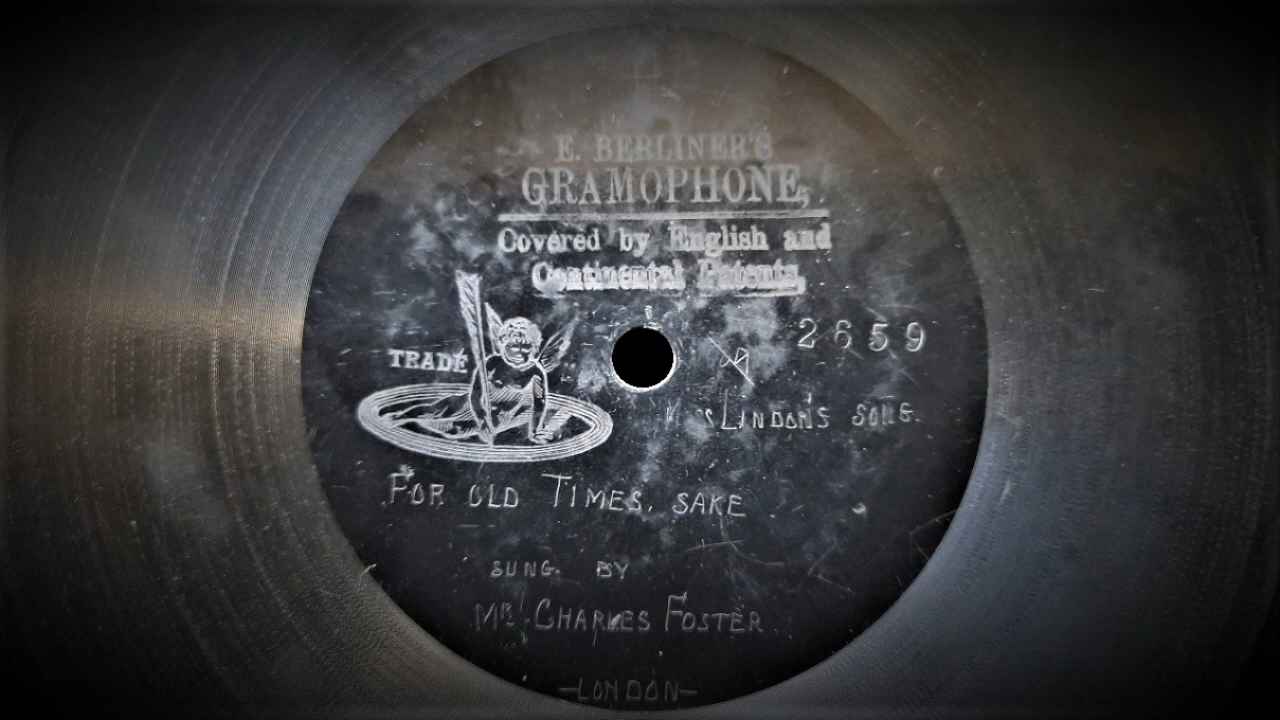 E. BERLINER'S
GRAMOPHONE,
Covered by English and
Continental Patents,
TRADE
2659
LINDON'S SONG.
FOR OLD TIMES, SAKE
SUNG. BY
MR CHARLES FOSTER
-LONDON-